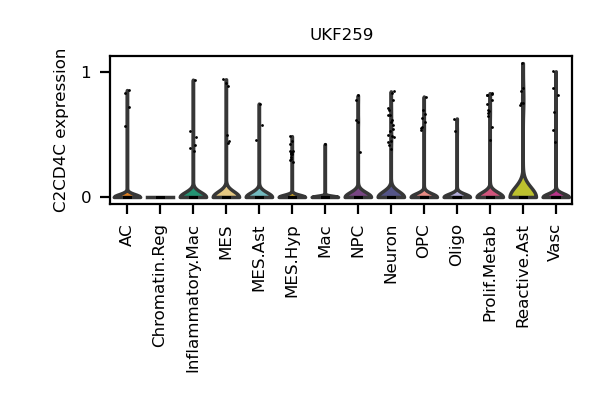 UKF259
C2CD4C expression
1
0
AC
Chromatin.Reg
Inflammatory.Mac
MES
MES.Ast
MES.Hyp
Mac
NPC
Neuron
OPC
Oligo
Prolif.Metab
Reactive.Ast
Vasc